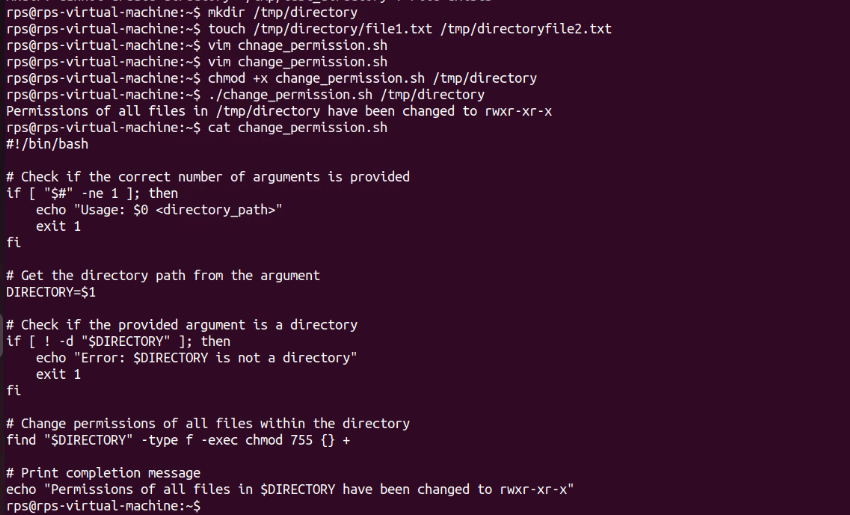 rps@rps-virtual-machine:~$ mkdir /tmp/directory
rps@rps-virtual-machine:~$ touch /tmp/directory/file1.txt /tmp/directoryfile2.txt
rps@rps-virtual-machine:~$ vim chnage_permission.sh
rps@rps-virtual-machine:~$ vim change_permission.sh
rps@rps-virtual-machine:~$ chmod +x change_permission.sh /tmp/directory
rps@rps-virtual-machine:~$ ./change_permission.sh /tmp/directory
Permissions of all files in /tmp/directory have been changed to rwxr-xr-x
rps@rps-virtual-machine:~$ cat change_permission.sh
#!/bin/bash

# Check if the correct number of arguments is provided
if [ "$#" -ne 1 ]; then
    echo "Usage: $0 <directory_path>"
    exit 1
fi

# Get the directory path from the argument
DIRECTORY=$1

# Check if the provided argument is a directory
if [ ! -d "$DIRECTORY" ]; then
    echo "Error: $DIRECTORY is not a directory"
    exit 1
fi

# Change permissions of all files within the directory
find "$DIRECTORY" -type f -exec chmod 755 {} +

# Print completion message
echo "Permissions of all files in $DIRECTORY have been changed to rwxr-xr-x"
rps@rps-virtual-machine:~$